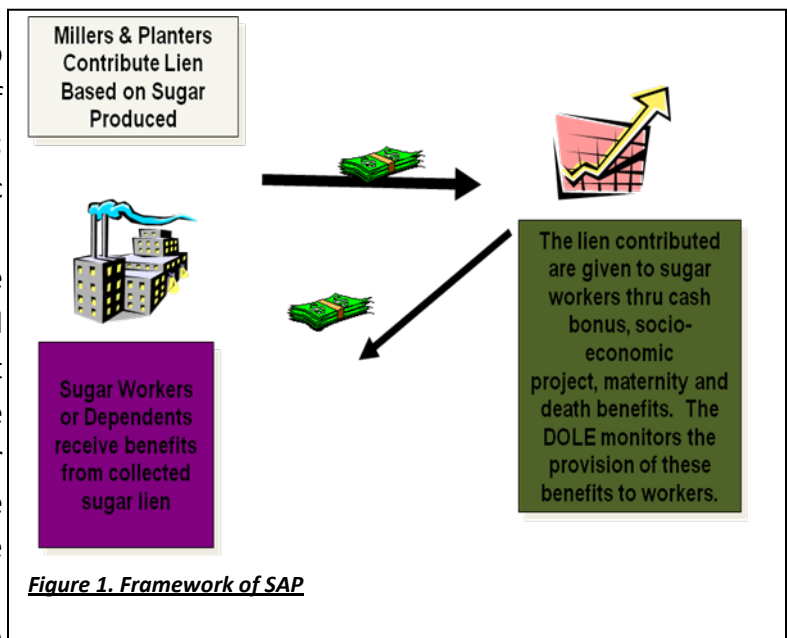 Millers & Planters
Contribute Lien
Based on Sugar
Produced
The lien contributed
are given to sugar
workers thru cash
bonus, socio-
economic
project, maternity and
death benefits. The
DOLE monitors the
provision of these
benefits to workers.
Sugar Workers
or Dependents
receive benefits
from collected
sugar lien
Figure 1. Framework of SAP